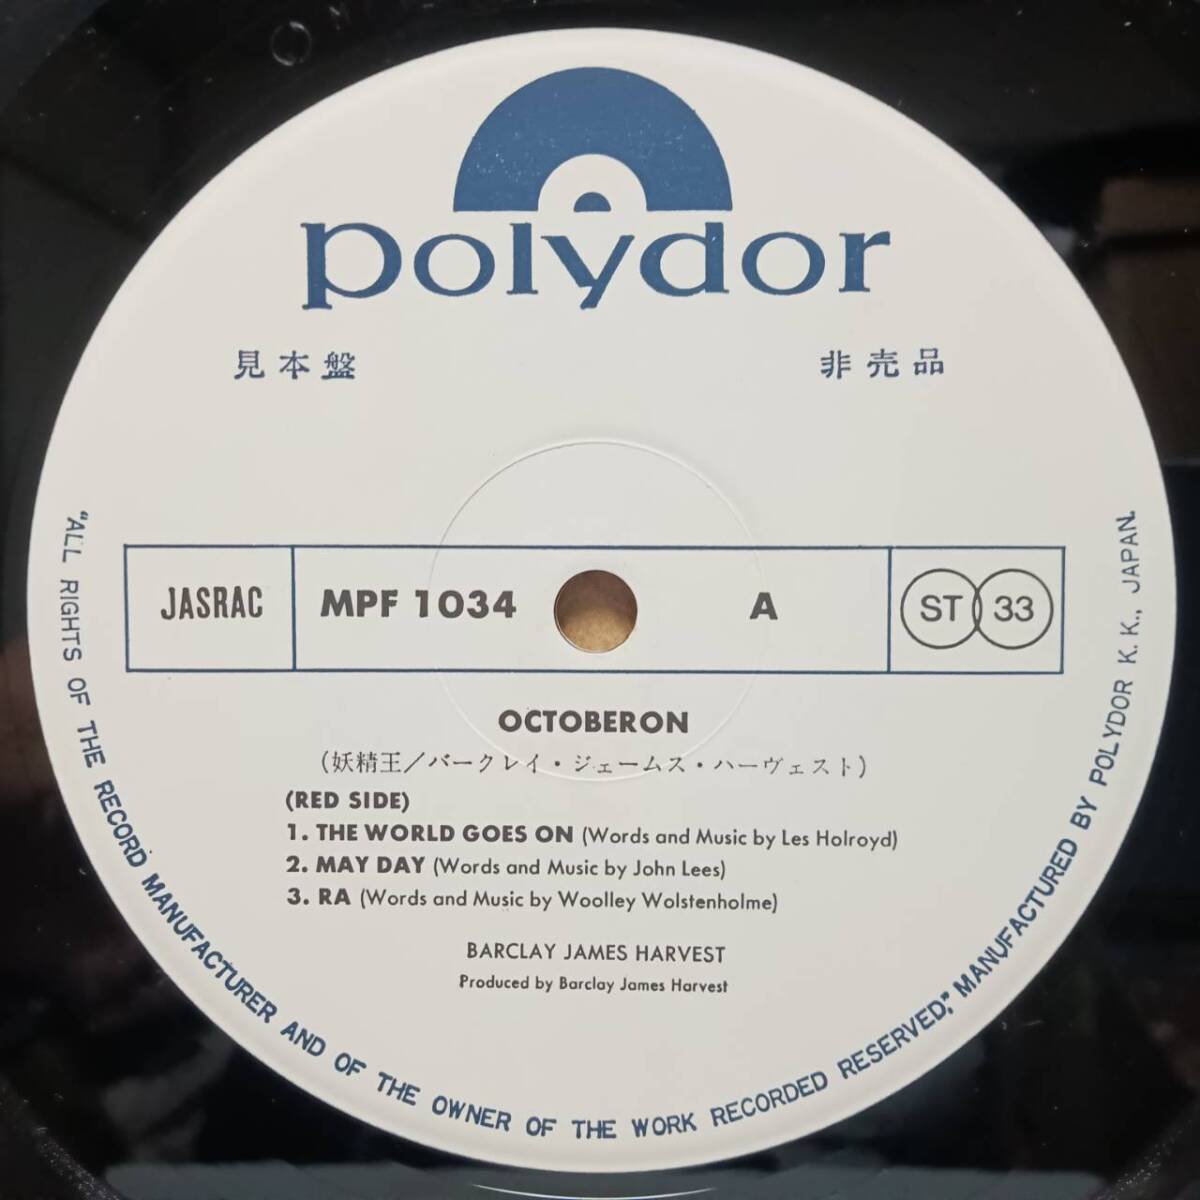 polydor
見本盤 非売品
JASRAC MPF 1034 A ST 33
OCTOBERON
(妖精王/バークレイ・ジェームス・ハーヴェスト)
(RED SIDE)
1. THE WORLD GOES ON (Words and Music by Les Holroyd)
2. MAY DAY (Words and Music by John Lees)
3. RA (Words and Music by Woolley Wolstenholme)
BARCLAY JAMES HARVEST
Produced by Barclay James Harvest
"ALL RIGHTS OF THE RECORD MANUFACTURER AND OF THE OWNER OF THE WORK RECORDED RESERVED," MANUFACTURED BY POLYDOR K.K., JAPAN.